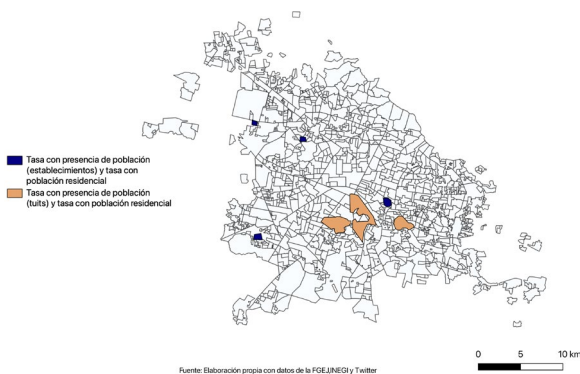 Tasa con presencia de población
(establecimientos) y tasa con
población residencial
Tasa con presencia de población
(tuits) y tasa con población residencial
0 5 10 km
Fuente: Elaboración propia con datos de la FGEJ,INEGI y Twitter